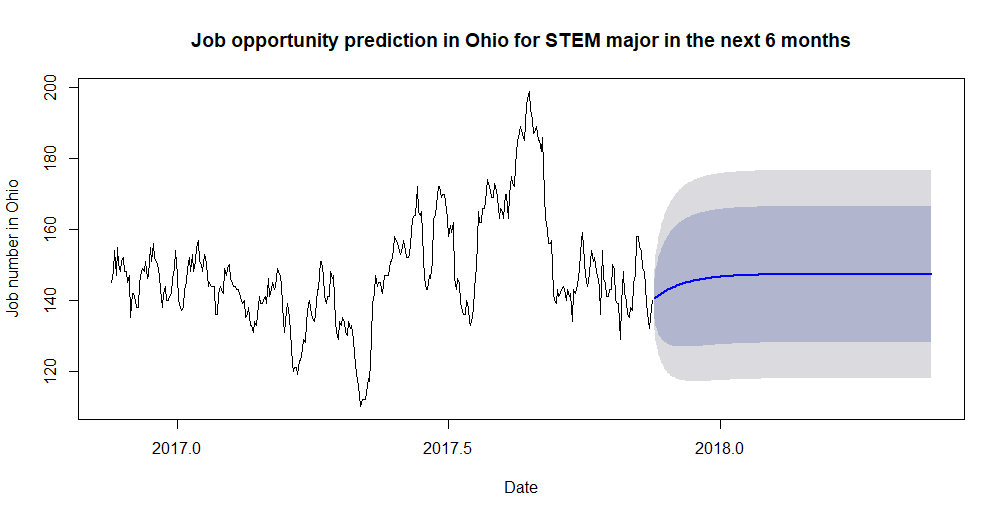 Job opportunity prediction in Ohio for STEM major in the next 6 months
200
180
160
140
120
Job number in Ohio
2017.0 2017.5 2018.0
Date